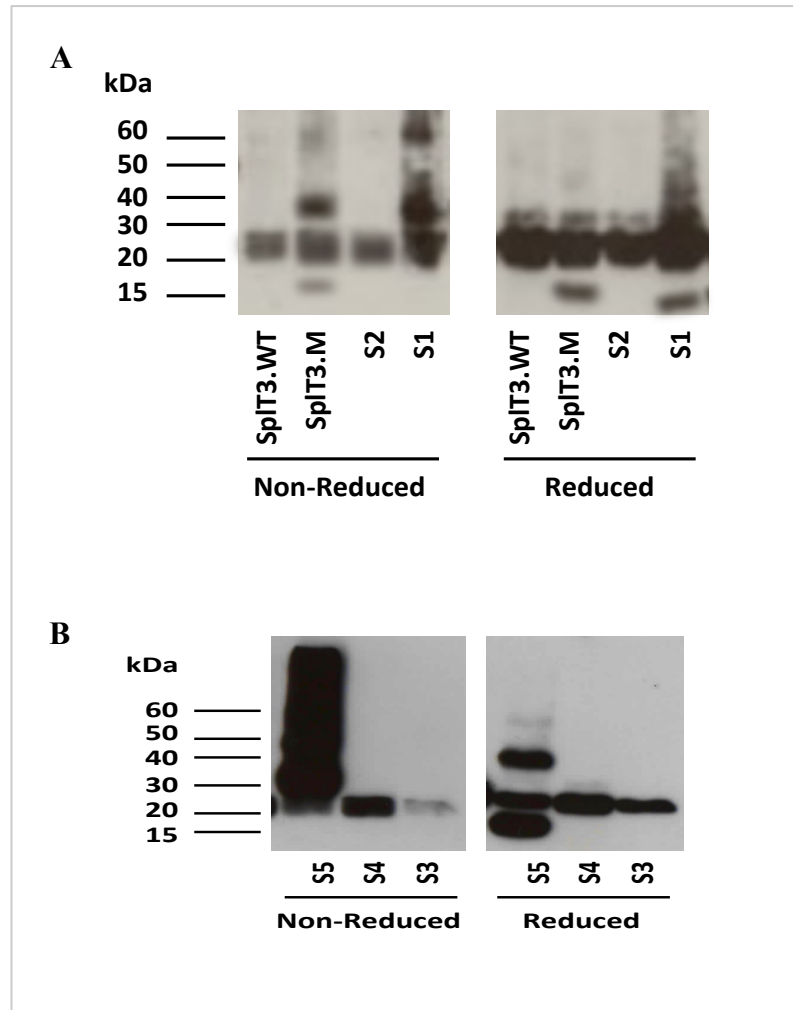 A
kDa
60
50
40
30
20
15
SplT3.WT
SplT3.M
S2
S1
SplT3.WT
SplT3.M
S2
S1
Non-Reduced
Reduced
B
kDa
60
50
40
30
20
15
S5
S4
S3
S5
S4
S3
Non-Reduced
Reduced